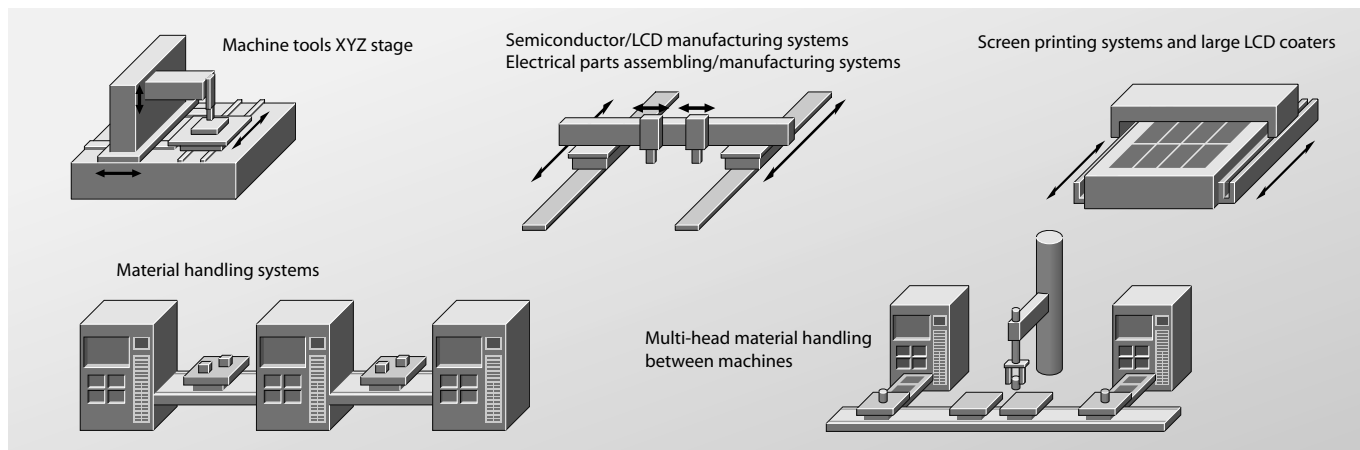 Machine tools XYZ stage
Semiconductor/LCD manufacturing systems
Electrical parts assembling/manufacturing systems
Screen printing systems and large LCD coaters
Material handling systems
Multi-head material handling
between machines